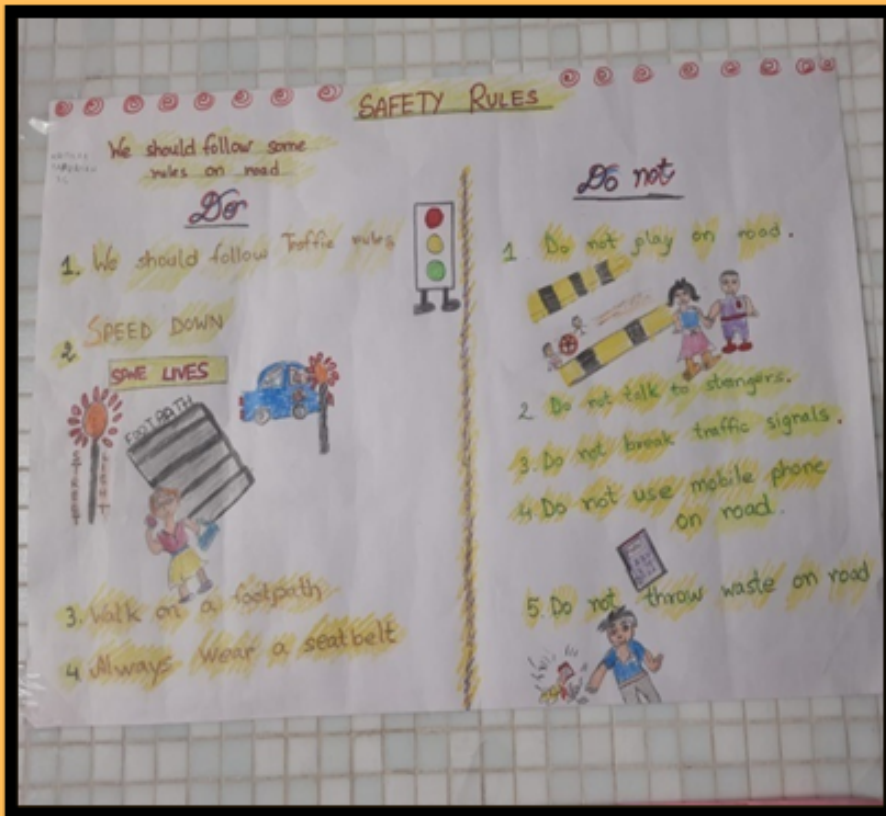 SAFETY RULES
We should follow some
rules on road
Do
1. We should follow Traffic rules
2 SPEED DOWN
SAVE LIVES
FOOTPATH
STREET
LIGHT
3. Walk on a footpath
4 Always wear a seatbelt
Do not
1 Do not play on road.
2 Do not talk to strangers.
3. Do not break traffic signals.
4 Do not use mobile phone
on road.
5. Do not throw waste on road